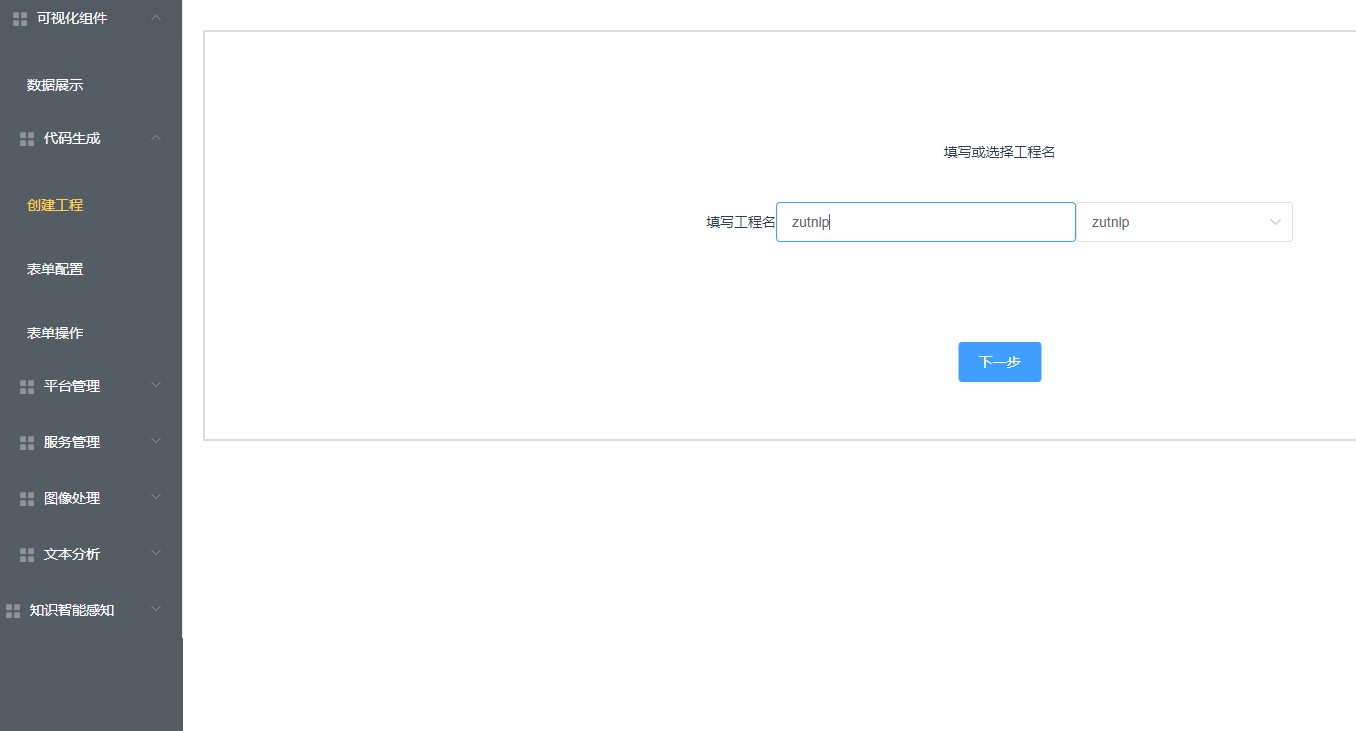 可视化组件
数据展示
代码生成
创建工程
表单配置
表单操作
平台管理
服务管理
图像处理
文本分析
知识智能感知
填写或选择工程名
填写工程名 zutnlp zutnlp
下一步